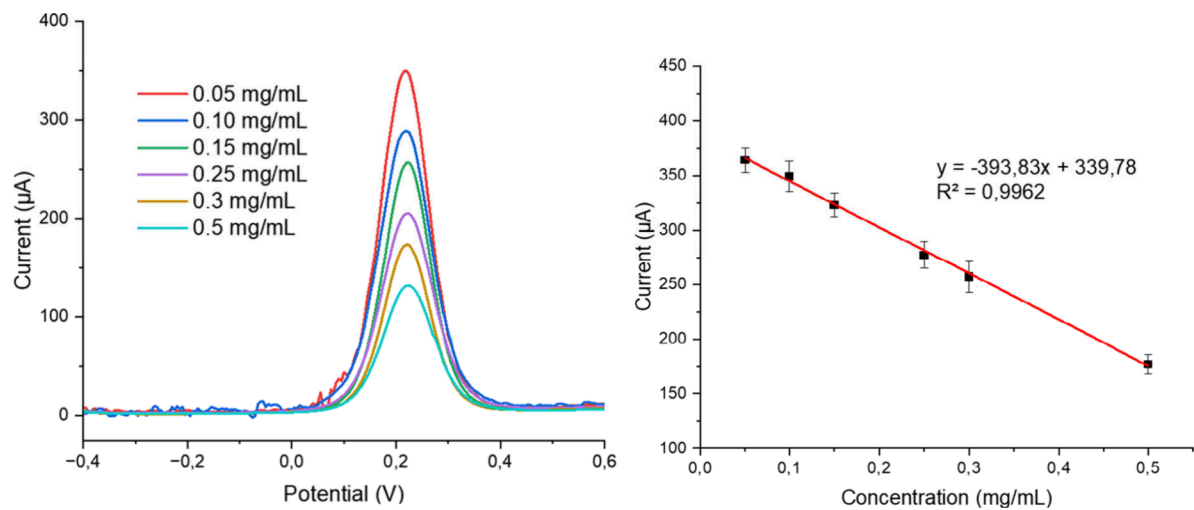 400
300
200
100
0
Current (µA)
0.05 mg/mL
0.10 mg/mL
0.15 mg/mL
0.25 mg/mL
0.3 mg/mL
0.5 mg/mL
−0,4
−0,2
0,0
0,2
0,4
0,6
Potential (V)
450
400
350
300
250
200
150
100
Current (µA)
y = -393,83x + 339,78
R² = 0,9962
0,0
0,1
0,2
0,3
0,4
0,5
Concentration (mg/mL)